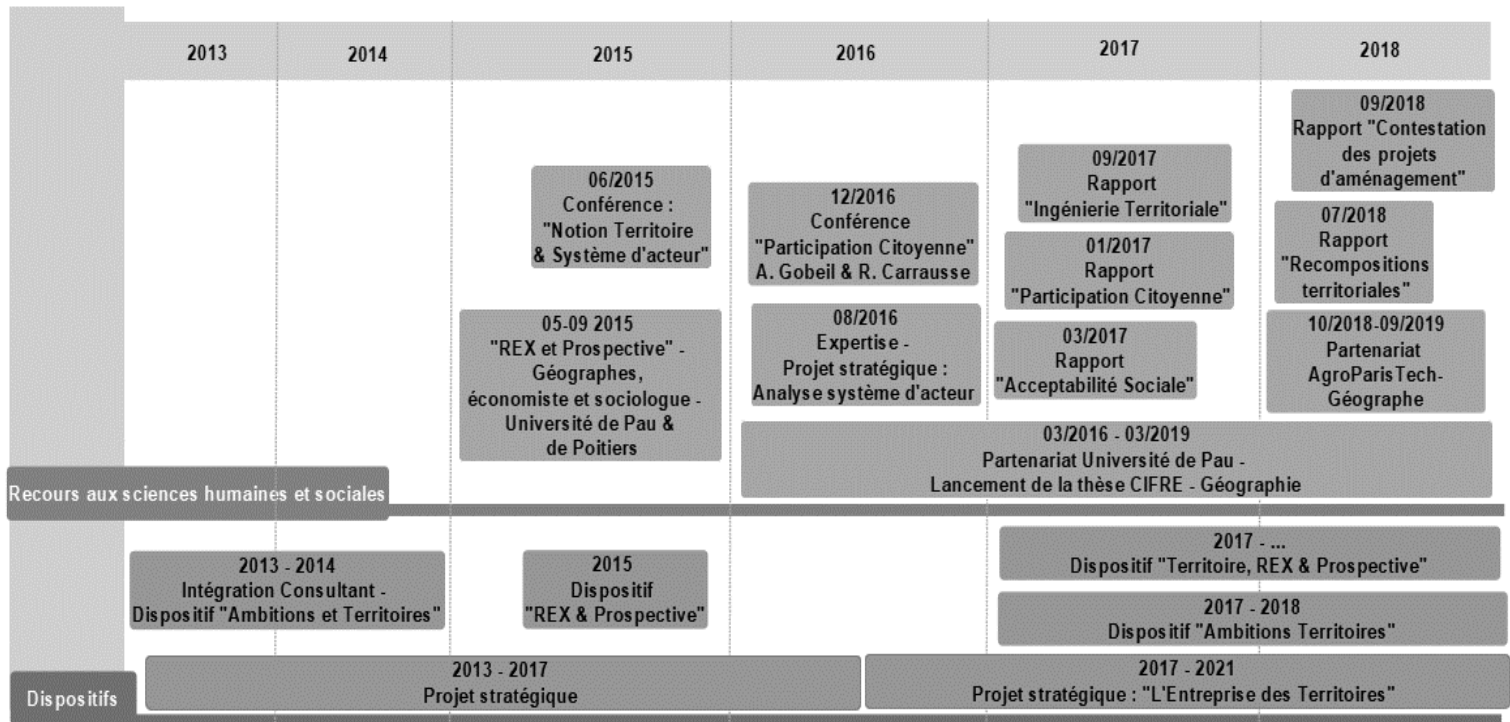 2013
2014
2015
2016
2017
2018
06/2015
Conférence :
"Notion Territoire
& Système d'acteur"
05-09 2015
"REX et Prospective" -
Géographes,
économiste et sociologue -
Université de Pau &
de Poitiers
12/2016
Conférence
"Participation Citoyenne"
A. Gobeil & R. Carrausse
08/2016
Expertise -
Projet stratégique :
Analyse système d'acteur
09/2017
Rapport
"Ingénierie Territoriale"
01/2017
Rapport
"Participation Citoyenne"
03/2017
Rapport
"Acceptabilité Sociale"
09/2018
Rapport "Contestation
des projets
d'aménagement"
07/2018
Rapport
"Recompositions
territoriales"
10/2018-09/2019
Partenariat
AgroParisTech-
Géographe
03/2016 - 03/2019
Partenariat Université de Pau -
Lancement de la thèse CIFRE - Géographie
Recours aux sciences humaines et sociales
2013 - 2014
Intégration Consultant -
Dispositif "Ambitions et Territoires"
2015
Dispositif
"REX & Prospective"
2017 - ...
Dispositif "Territoire, REX & Prospective"
2017 - 2018
Dispositif "Ambitions Territoires"
2013 - 2017
Projet stratégique
2017 - 2021
Projet stratégique : "L'Entreprise des Territoires"
Dispositifs